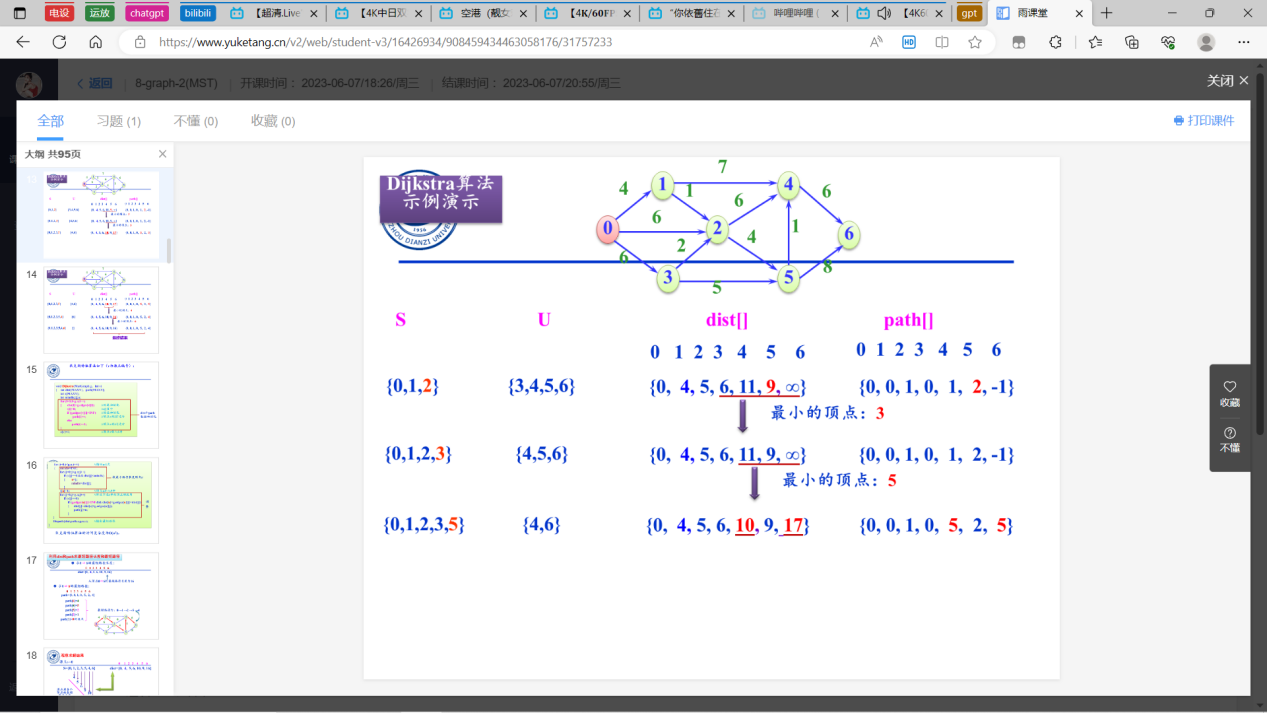 电设
运放
chatgpt
bilibili
【超清.Live
【4K中日双
空港（靓女
【4K/60FP
“你依舊住在
哔哩哔哩 (
【4K6
gpt
雨课堂
https://www.yuketang.cn/v2/web/student-v3/16426934/908459434463058176/31757233
返回
8-graph-2(MST)
开课时间： 2023-06-07/18:26/周三
结课时间： 2023-06-07/20:55/周三
关闭
全部
习题 (1)
不懂 (0)
收藏 (0)
打印课件
大纲 共95页
14
15
16
17
18
Dijkstra算法
示例演示
0
1
2
3
4
5
6
4
6
6
7
1
2
6
4
5
1
6
8
S U dist[] path[]
0 1 2 3 4 5 6 0 1 2 3 4 5 6
{0,1,2} {3,4,5,6} {0, 4, 5, 6, 11, 9, ∞} {0, 0, 1, 0, 1, 2, -1}
最小的顶点：3
{0,1,2,3} {4,5,6} {0, 4, 5, 6, 11, 9, ∞} {0, 0, 1, 0, 1, 2, -1}
最小的顶点：5
{0,1,2,3,5} {4,6} {0, 4, 5, 6, 10, 9, 17} {0, 0, 1, 0, 5, 2, 5}
收藏
不懂